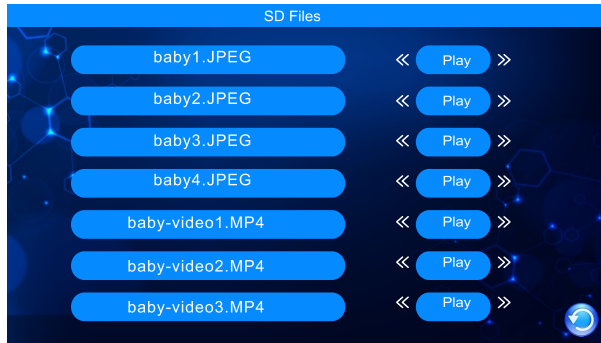 SD Files
baby1.JPEG « Play »
baby2.JPEG « Play »
baby3.JPEG « Play »
baby4.JPEG « Play »
baby-video1.MP4 « Play »
baby-video2.MP4 « Play »
baby-video3.MP4 « Play »